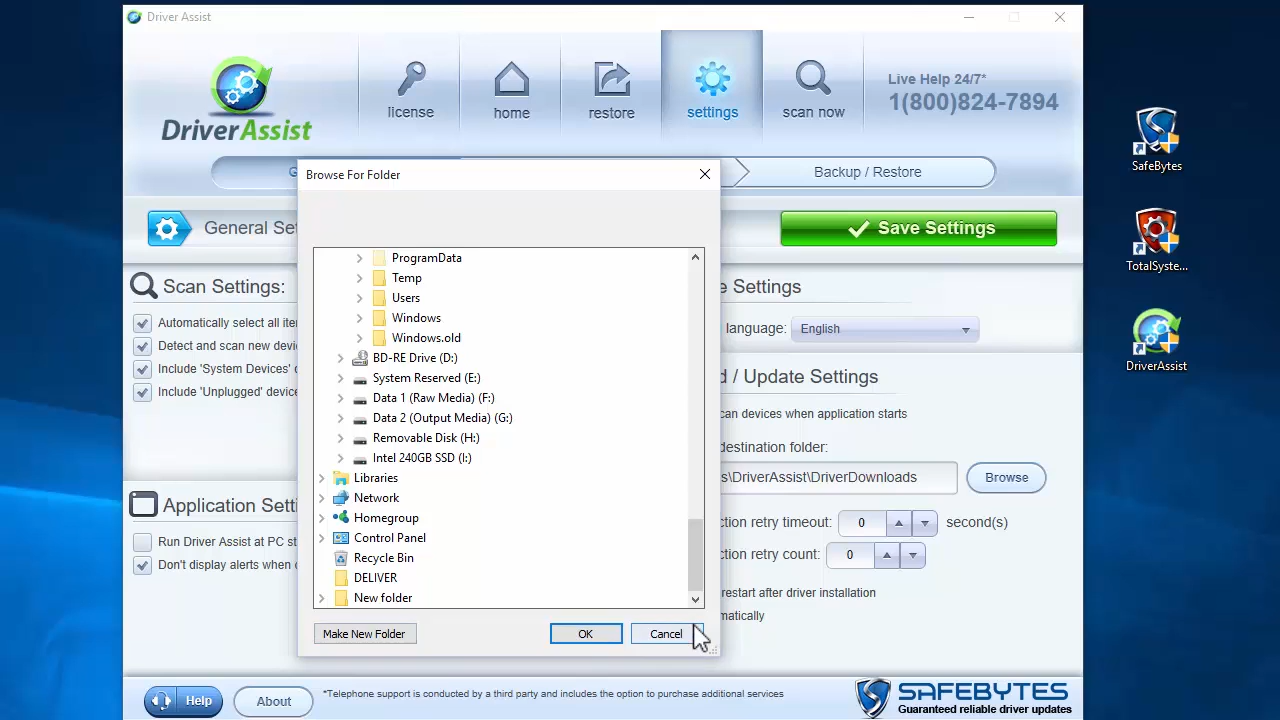 Driver Assist
DriverAssist
license
home
restore
settings
scan now
Live Help 24/7*
1(800)824-7894
G
Backup / Restore
General Set
Save Settings
Browse For Folder
ProgramData
Temp
Users
Windows
Windows.old
BD-RE Drive (D:)
System Reserved (E:)
Data 1 (Raw Media) (F:)
Data 2 (Output Media) (G:)
Removable Disk (H:)
Intel 240GB SSD (I:)
Libraries
Network
Homegroup
Control Panel
Recycle Bin
DELIVER
New folder
Make New Folder
OK
Cancel
Scan Settings:
Automatically select all ite
Detect and scan new devi
Include 'System Devices' c
Include 'Unplugged' device
Application Setti
Run Driver Assist at PC st
Don't display alerts when c
e Settings
language:
English
d / Update Settings
can devices when application starts
destination folder:
s\DriverAssist\DriverDownloads
Browse
ction retry timeout:
0
second(s)
ction retry count:
0
restart after driver installation
matically
Help
About
*Telephone support is conducted by a third party and includes the option to purchase additional services
SAFEBYTES
Guaranteed reliable driver updates
SafeBytes
TotalSyste...
DriverAssist